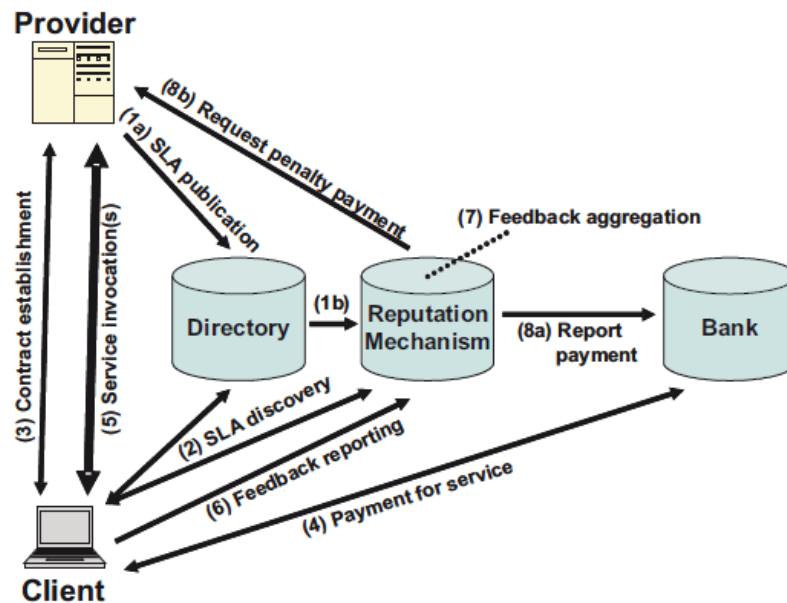 Provider
(8b) Request penalty payment
(1a) SLA publication
(7) Feedback aggregation
(3) Contract establishment
(5) Service invocation(s)
Directory
(1b)
Reputation
Mechanism
(8a) Report
payment
Bank
(2) SLA discovery
(6) Feedback reporting
(4) Payment for service
Client